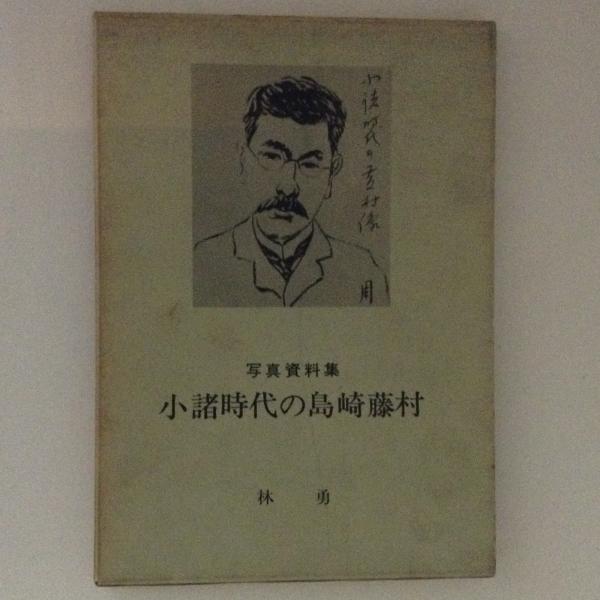 小諸時代の藤村像
周
写真資料集
小諸時代の島崎藤村
林 勇